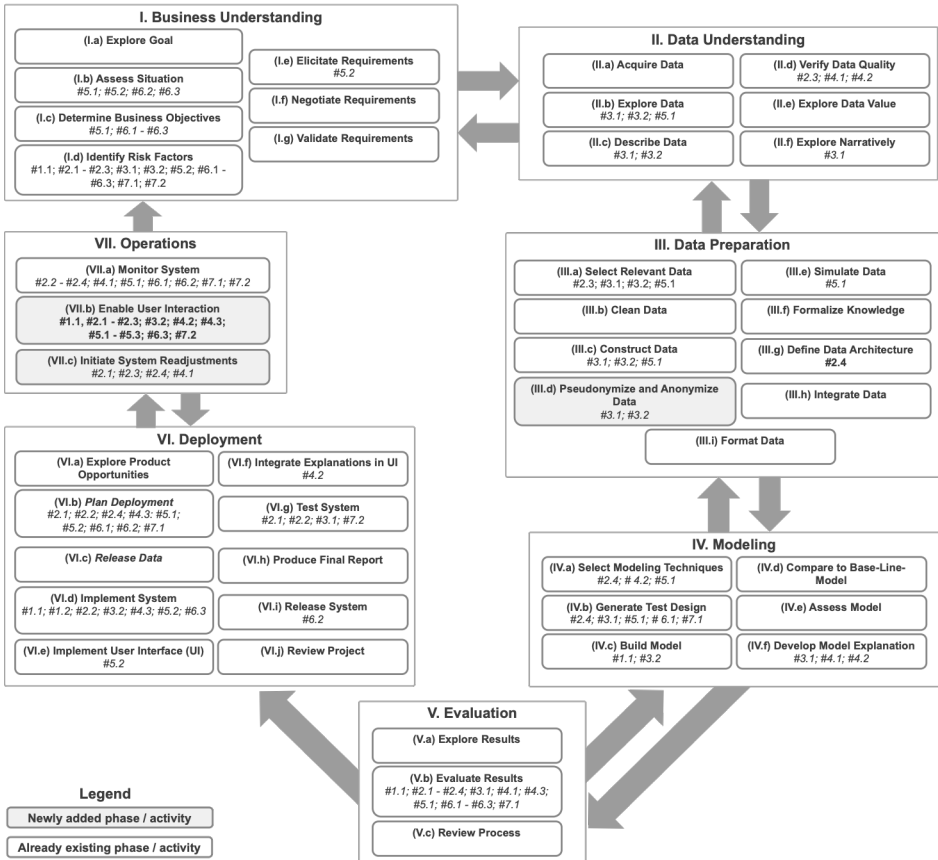 I. Business Understanding
(I.a) Explore Goal
(I.b) Assess Situation
#5.1; #5.2; #6.2; #6.3
(I.c) Determine Business Objectives
#5.1; #6.1 - #6.3
(I.d) Identify Risk Factors
#1.1; #2.1 - #2.3; #3.1; #3.2; #5.2; #6.1 -
#6.3; #7.1; #7.2
(I.e) Elicitate Requirements
#5.2
(I.f) Negotiate Requirements
(I.g) Validate Requirements
II. Data Understanding
(II.a) Acquire Data
(II.b) Explore Data
#3.1; #3.2; #5.1
(II.c) Describe Data
#3.1; #3.2
(II.d) Verify Data Quality
#2.3; #4.1; #4.2
(II.e) Explore Data Value
(II.f) Explore Narratively
#3.1
VII. Operations
(VII.a) Monitor System
#2.2 - #2.4; #4.1; #5.1; #6.1; #6.2; #7.1; #7.2
(VII.b) Enable User Interaction
#1.1, #2.1 - #2.3; #3.2; #4.2; #4.3;
#5.1 - #5.3; #6.3; #7.2
(VII.c) Initiate System Readjustments
#2.1; #2.3; #2.4; #4.1
III. Data Preparation
(III.a) Select Relevant Data
#2.3; #3.1; #3.2; #5.1
(III.b) Clean Data
(III.c) Construct Data
#3.1; #3.2; #5.1
(III.d) Pseudonymize and Anonymize
Data
#3.1; #3.2
(III.e) Simulate Data
#5.1
(III.f) Formalize Knowledge
(III.g) Define Data Architecture
#2.4
(III.h) Integrate Data
(III.i) Format Data
VI. Deployment
(VI.a) Explore Product
Opportunities
(VI.b) Plan Deployment
#2.1; #2.2; #2.4; #4.3: #5.1;
#5.2; #6.1; #6.2; #7.1
(VI.c) Release Data
(VI.d) Implement System
#1.1; #1.2; #2.2; #3.2; #4.3; #5.2; #6.3
(VI.e) Implement User Interface (UI)
#5.2
(VI.f) Integrate Explanations in UI
#4.2
(VI.g) Test System
#2.1; #2.2; #3.1; #7.2
(VI.h) Produce Final Report
(VI.i) Release System
#6.2
(VI.j) Review Project
IV. Modeling
(IV.a) Select Modeling Techniques
#2.4; # 4.2; #5.1
(IV.b) Generate Test Design
#2.4; #3.1; #5.1; # 6.1; #7.1
(IV.c) Build Model
#1.1; #3.2
(IV.d) Compare to Base-Line-
Model
(IV.e) Assess Model
(IV.f) Develop Model Explanation
#3.1; #4.1; #4.2
V. Evaluation
(V.a) Explore Results
(V.b) Evaluate Results
#1.1; #2.1 - #2.4; #3.1; #4.1; #4.3;
#5.1; #6.1 - #6.3; #7.1
(V.c) Review Process
Legend
Newly added phase / activity
Already existing phase / activity